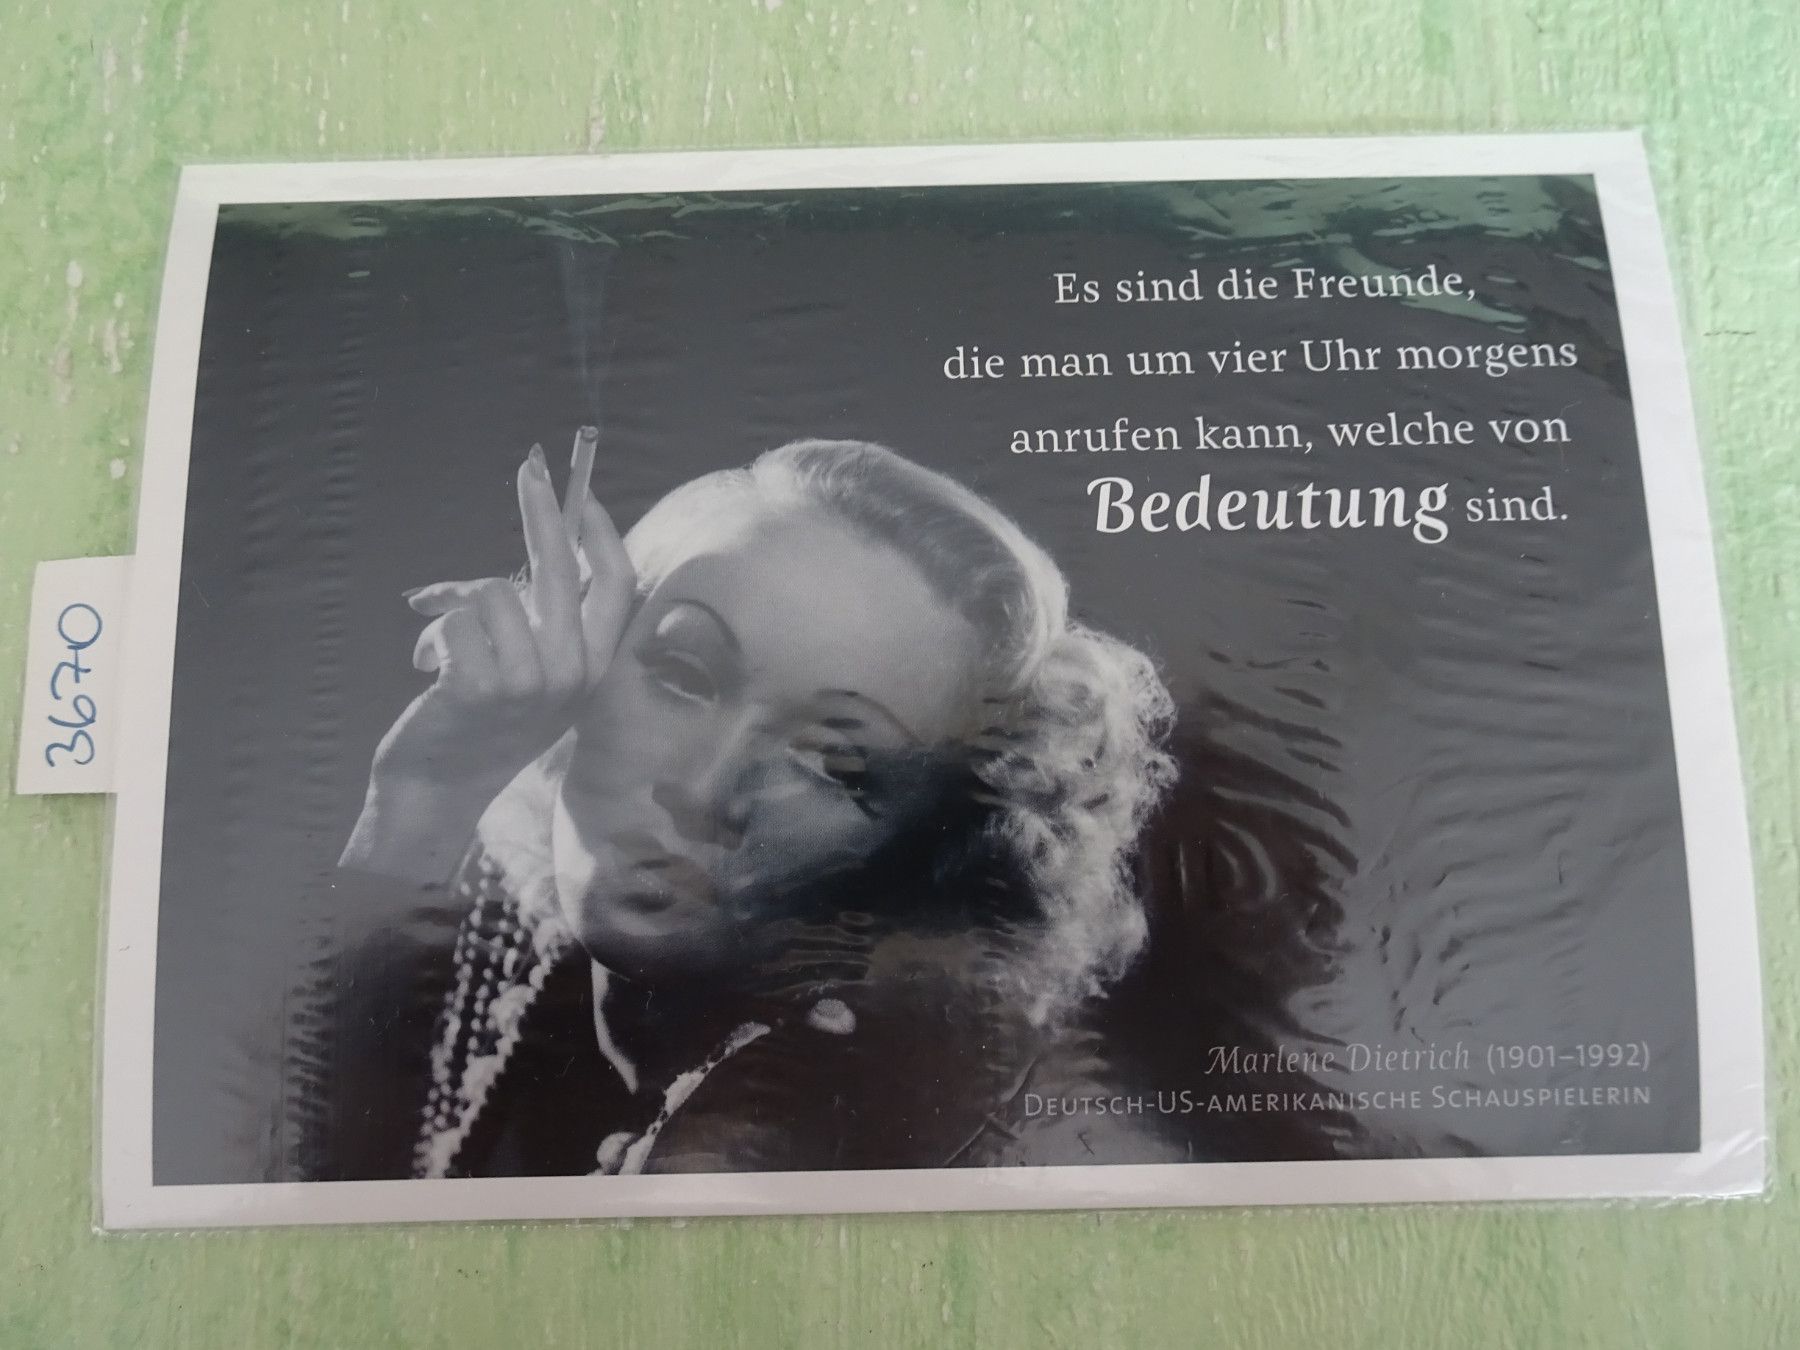 Es sind die Freunde,
die man um vier Uhr morgens
anrufen kann, welche von
Bedeutung sind.
3670
Marlene Dietrich (1901–1992)
DEUTSCH-US-AMERIKANISCHE SCHAUSPIELERIN